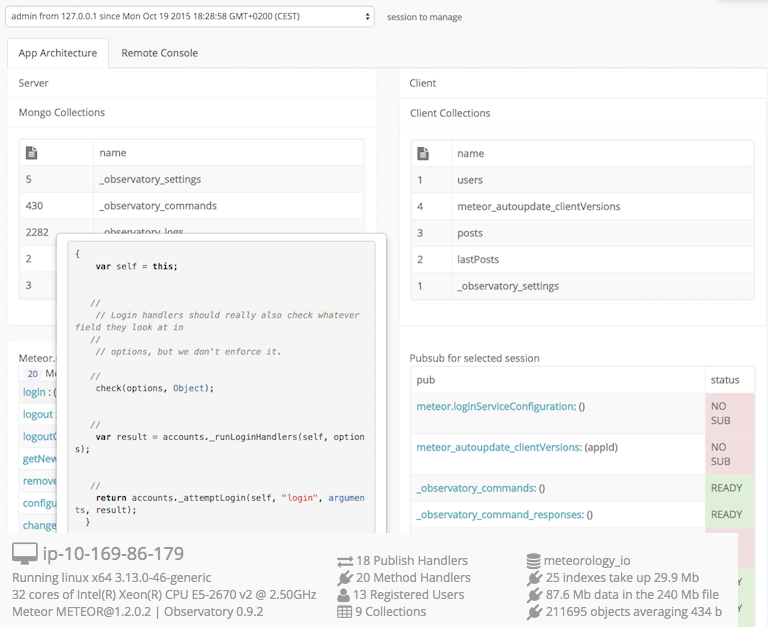 admin from 127.0.0.1 since Mon Oct 19 2015 18:28:58 GMT+0200 (CEST)
session to manage
App Architecture
Remote Console
Server
Mongo Collections
name
5 _observatory_settings
430 _observatory_commands
2282 _observatory_logs
2
3
{
var self = this;
//
// Login handlers should really also check whatever
field they look at in
//
// options, but we don't enforce it.
//
check(options, Object);
//
var result = accounts._runLoginHandlers(self, option
s);
//
return accounts._attemptLogin(self, "login", argumen
ts, result);
}
Meteor.
20
login : (
logout :
getNew
remove
configu
change
Client
Client Collections
name
1 users
4 meteor_autoupdate_clientVersions
3 posts
2 lastPosts
1 _observatory_settings
Pubsub for selected session
pub status
meteor.loginServiceConfiguration: () NO
SUB
meteor_autoupdate_clientVersions: (appId) NO
SUB
_observatory_commands: () READY
_observatory_command_responses: () READY
ip-10-169-86-179
Running linux x64 3.13.0-46-generic
32 cores of Intel(R) Xeon(R) CPU E5-2670 v2 @ 2.50GHz
Meteor METEOR@1.2.0.2 | Observatory 0.9.2
18 Publish Handlers
20 Method Handlers
13 Registered Users
9 Collections
meteorology_io
25 indexes take up 29.9 Mb
87.6 Mb data in the 240 Mb file
211695 objects averaging 434 b